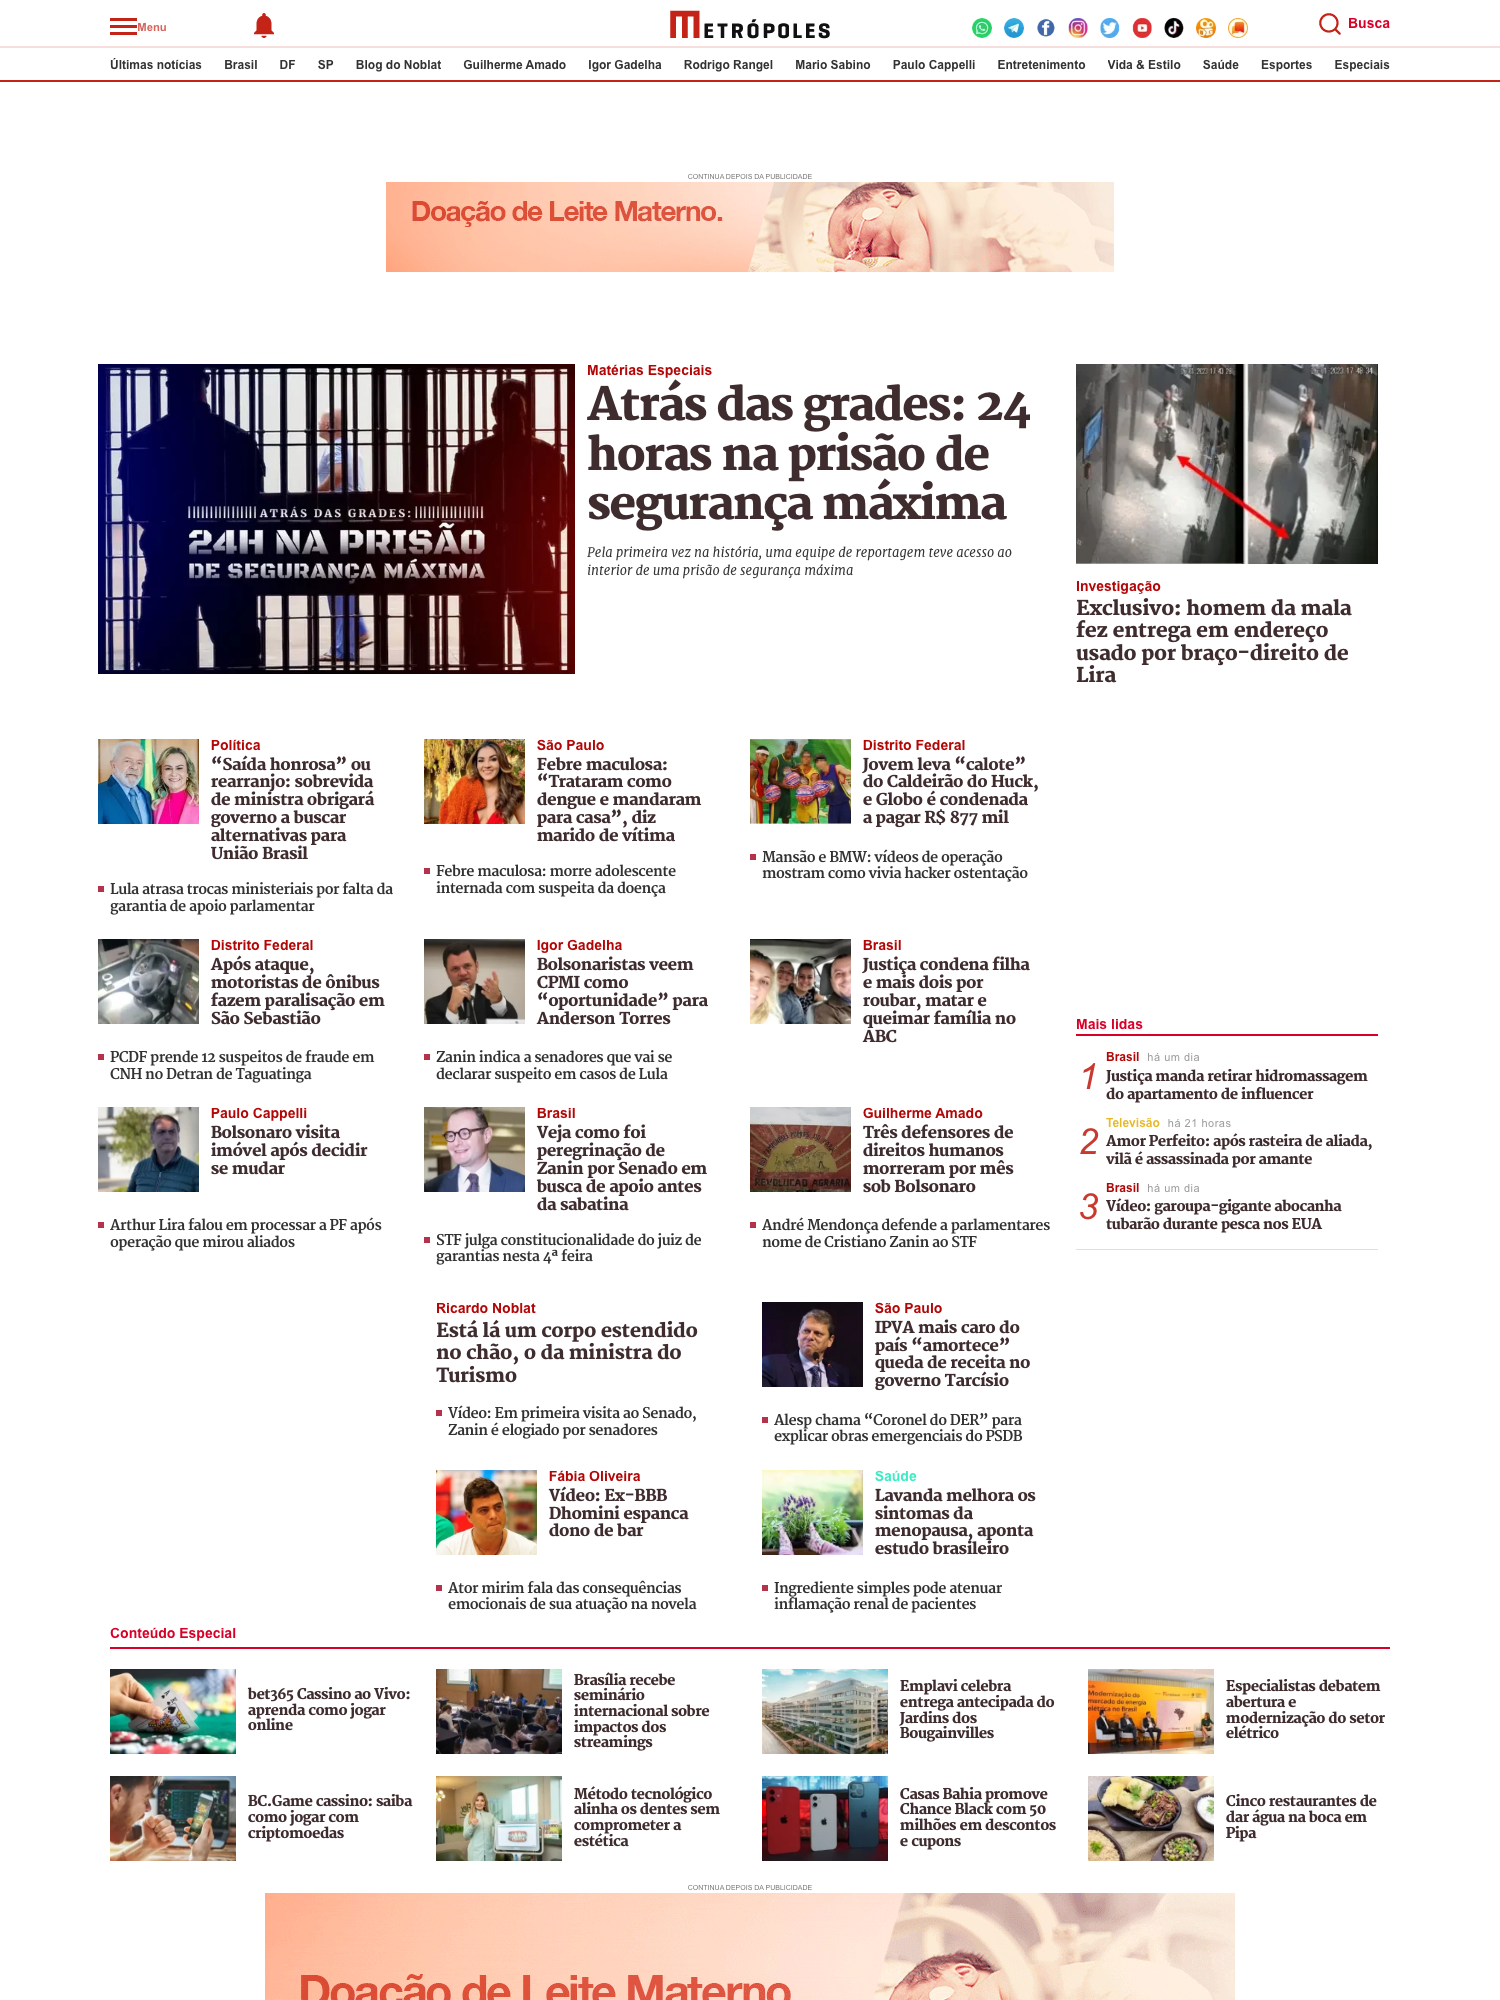 Menu
METRÓPOLES
Busca
Últimas notícias Brasil DF SP Blog do Noblat Guilherme Amado Igor Gadelha Rodrigo Rangel Mario Sabino Paulo Cappelli Entretenimento Vida & Estilo Saúde Esportes Especiais
CONTINUA DEPOIS DA PUBLICIDADE
Doação de Leite Materno.
ATRÁS DAS GRADES:
24H NA PRISÃO
DE SEGURANÇA MÁXIMA
Matérias Especiais
Atrás das grades: 24
horas na prisão de
segurança máxima
Pela primeira vez na história, uma equipe de reportagem teve acesso ao
interior de uma prisão de segurança máxima
Investigação
Exclusivo: homem da mala
fez entrega em endereço
usado por braço-direito de
Lira
Política
“Saída honrosa” ou
rearranjo: sobrevida
de ministra obrigará
governo a buscar
alternativas para
União Brasil
Lula atrasa trocas ministeriais por falta da
garantia de apoio parlamentar
São Paulo
Febre maculosa:
“Trataram como
dengue e mandaram
para casa”, diz
marido de vítima
Febre maculosa: morre adolescente
internada com suspeita da doença
Distrito Federal
Jovem leva “calote”
do Caldeirão do Huck,
e Globo é condenada
a pagar R$ 877 mil
Mansão e BMW: vídeos de operação
mostram como vivia hacker ostentação
Distrito Federal
Após ataque,
motoristas de ônibus
fazem paralisação em
São Sebastião
PCDF prende 12 suspeitos de fraude em
CNH no Detran de Taguatinga
Igor Gadelha
Bolsonaristas veem
CPMI como
“oportunidade” para
Anderson Torres
Zanin indica a senadores que vai se
declarar suspeito em casos de Lula
Brasil
Justiça condena filha
e mais dois por
roubar, matar e
queimar família no
ABC
Mais lidas
1
Brasil há um dia
Justiça manda retirar hidromassagem
do apartamento de influencer
2
Televisão há 21 horas
Amor Perfeito: após rasteira de aliada,
vilã é assassinada por amante
3
Brasil há um dia
Vídeo: garoupa-gigante abocanha
tubarão durante pesca nos EUA
Paulo Cappelli
Bolsonaro visita
imóvel após decidir
se mudar
Arthur Lira falou em processar a PF após
operação que mirou aliados
Brasil
Veja como foi
peregrinação de
Zanin por Senado em
busca de apoio antes
da sabatina
STF julga constitucionalidade do juiz de
garantias nesta 4ª feira
REVOLUCAO AGRARIA
Guilherme Amado
Três defensores de
direitos humanos
morreram por mês
sob Bolsonaro
André Mendonça defende a parlamentares
nome de Cristiano Zanin ao STF
Ricardo Noblat
Está lá um corpo estendido
no chão, o da ministra do
Turismo
Vídeo: Em primeira visita ao Senado,
Zanin é elogiado por senadores
São Paulo
IPVA mais caro do
país “amortece”
queda de receita no
governo Tarcísio
Alesp chama “Coronel do DER” para
explicar obras emergenciais do PSDB
Fábia Oliveira
Vídeo: Ex-BBB
Dhomini espanca
dono de bar
Ator mirim fala das consequências
emocionais de sua atuação na novela
Saúde
Lavanda melhora os
sintomas da
menopausa, aponta
estudo brasileiro
Ingrediente simples pode atenuar
inflamação renal de pacientes
Conteúdo Especial
bet365 Cassino ao Vivo:
aprenda como jogar
online
Brasília recebe
seminário
internacional sobre
impactos dos
streamings
Emplavi celebra
entrega antecipada do
Jardins dos
Bougainvilles
Modernização do
mercado de energia
elétrica no Brasil
Especialistas debatem
abertura e
modernização do setor
elétrico
BC.Game cassino: saiba
como jogar com
criptomoedas
Método tecnológico
alinha os dentes sem
comprometer a
estética
Casas Bahia promove
Chance Black com 50
milhões em descontos
e cupons
Cinco restaurantes de
dar água na boca em
Pipa
CONTINUA DEPOIS DA PUBLICIDADE
Doação de Leite Materno